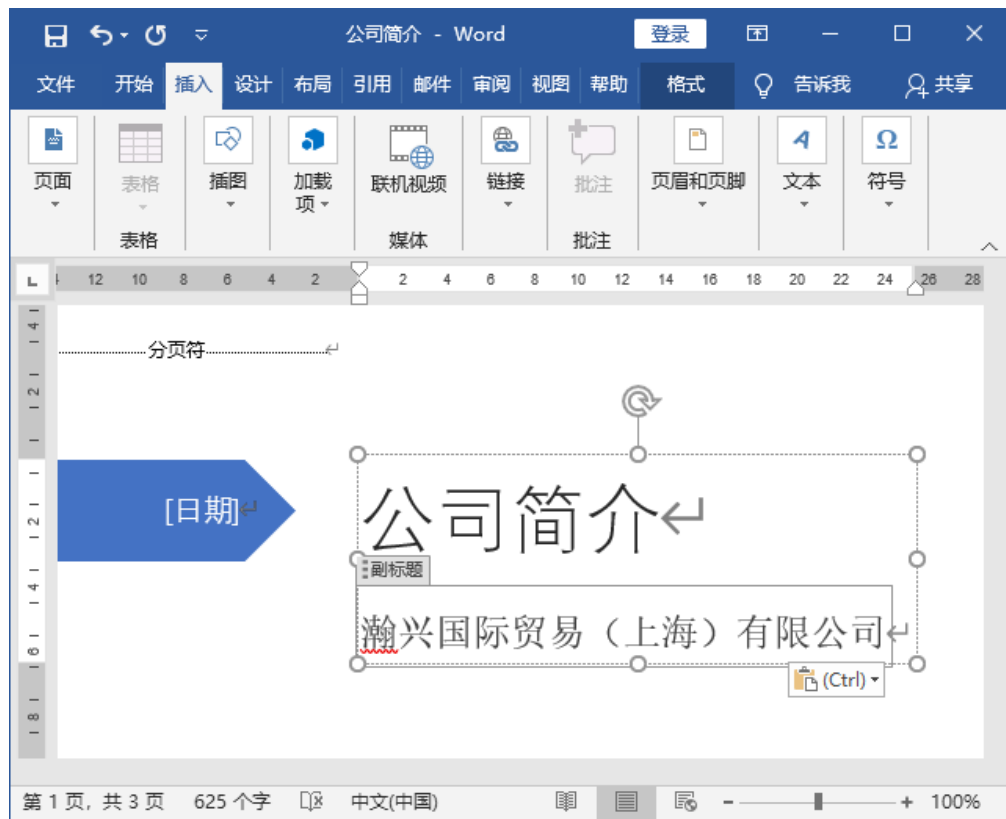 公司简介 - Word 登录
文件 开始 插入 设计 布局 引用 邮件 审阅 视图 帮助 格式 告诉我 共享
页面 表格 插图 加载项 联机视频 链接 批注 页眉和页脚 文本 符号
表格 媒体 批注
12 10 8 6 4 2 2 4 6 8 10 12 14 16 18 20 22 24 26 28
4
2
2
4
6
8
分页符
[日期]
公司简介
副标题
瀚兴国际贸易（上海）有限公司
(Ctrl)
第 1 页，共 3 页 625 个字 中文(中国) - + 100%